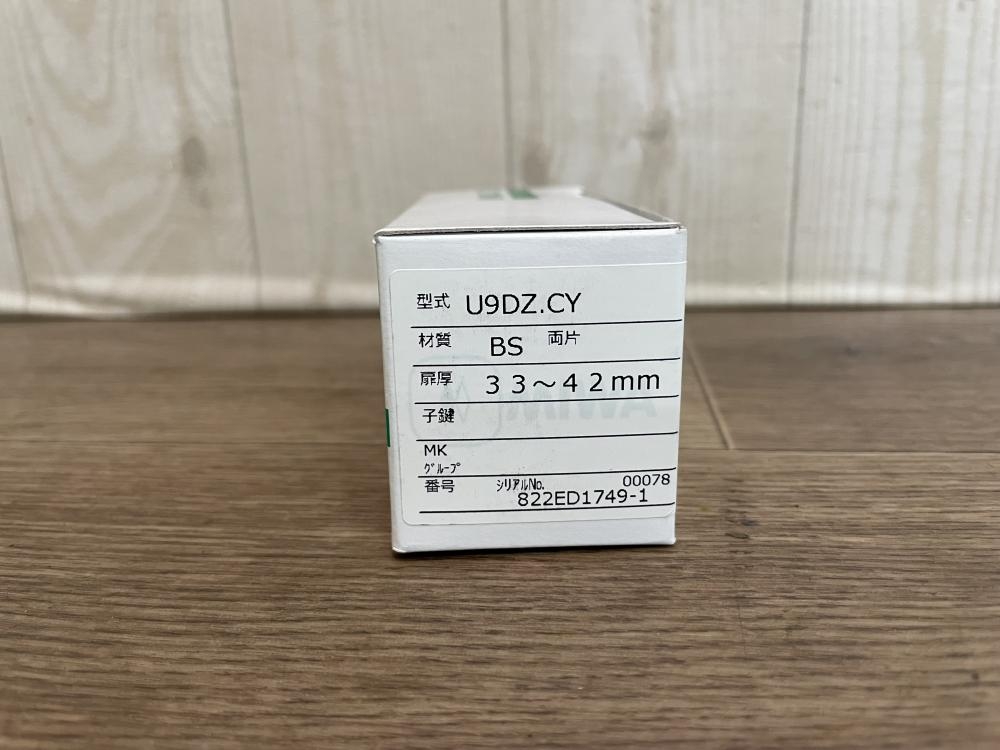 型式 U9DZ.CY
材質 BS 両片
扉厚 33～42mm
子鍵
MK
ｸﾞﾙｰﾌﾟ
番号 ｼﾘｱﾙNo. 00078
822ED1749-1
MIWA